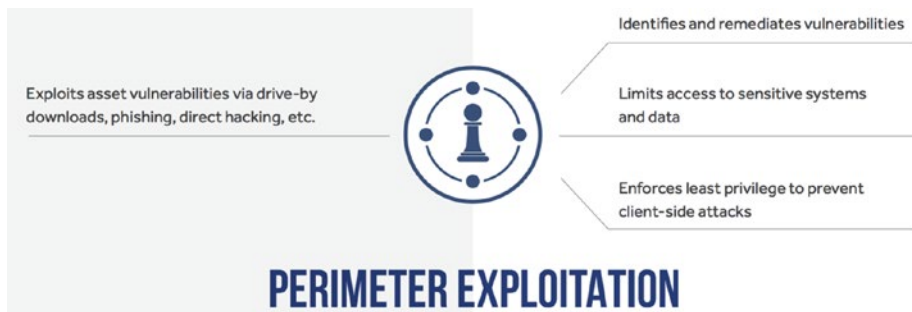 Identifies and remediates vulnerabilities
Exploits asset vulnerabilities via drive-by
downloads, phishing, direct hacking, etc.
Limits access to sensitive systems
and data
Enforces least privilege to prevent
client-side attacks
PERIMETER EXPLOITATION